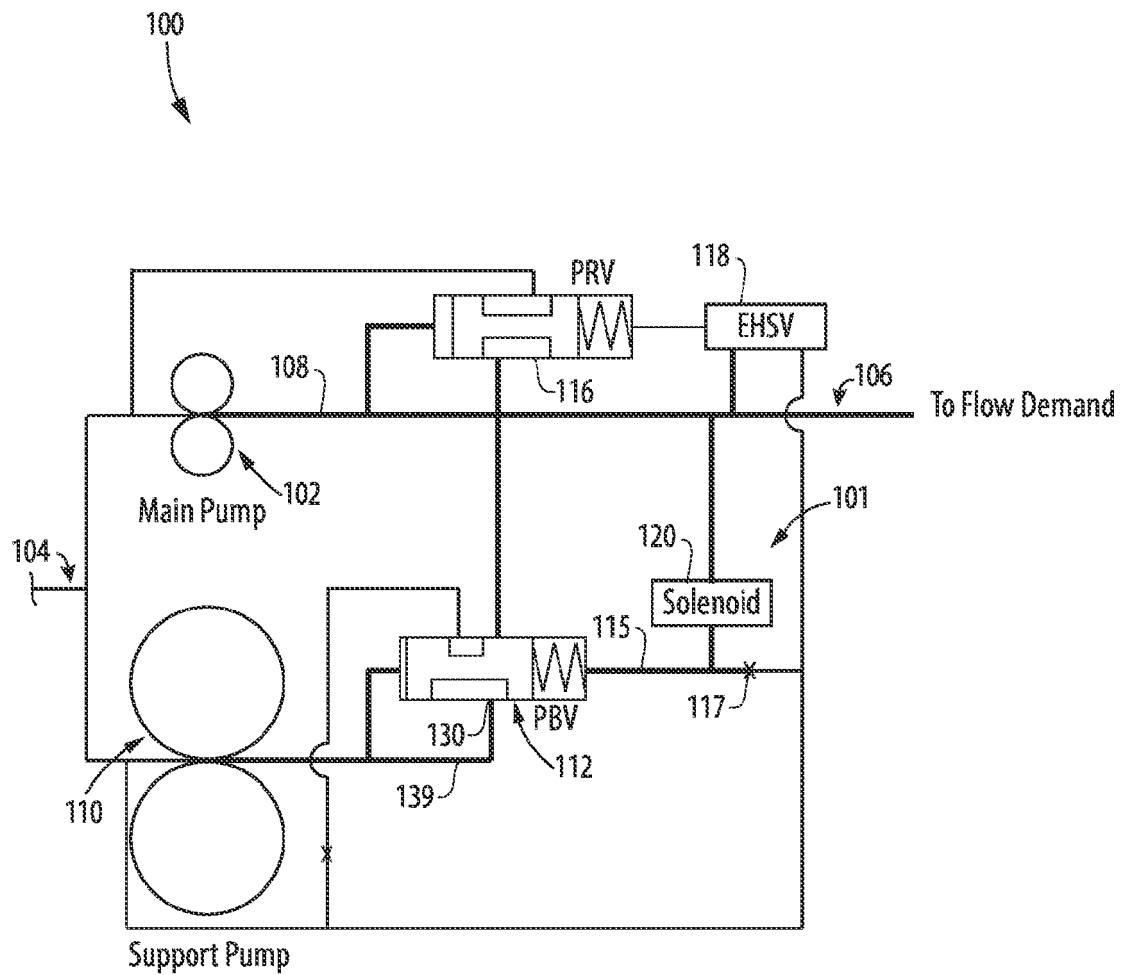 100
PRV
118
EHSV
108
116
106
To Flow Demand
102
Main Pump
101
104
120
Solenoid
115
117
130
PBV
112
139
110
Support Pump